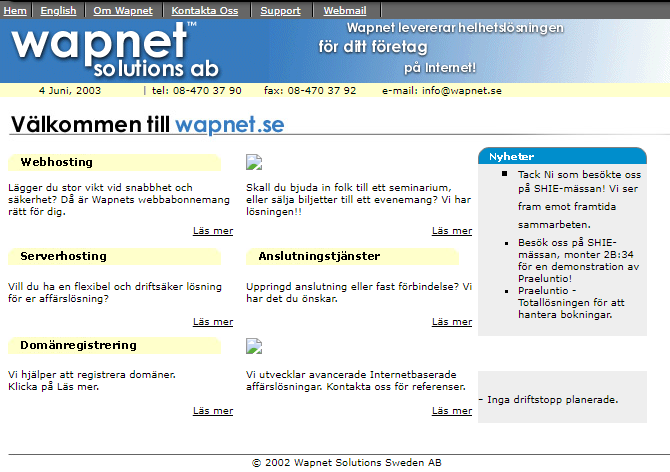 Hem | English | Om Wapnet | Kontakta Oss | Support | Webmail
wapnet™
solutions ab
Wapnet levererar helhetslösningen
för ditt företag
på Internet!
4 Juni, 2003 | tel: 08-470 37 90 fax: 08-470 37 92 e-mail: info@wapnet.se
Välkommen till wapnet.se
Webhosting
Lägger du stor vikt vid snabbhet och
säkerhet? Då är Wapnets webbabonnemang
rätt för dig.
Läs mer
Skall du bjuda in folk till ett seminarium,
eller sälja biljetter till ett evenemang? Vi har
lösningen!!
Läs mer
Serverhosting
Vill du ha en flexibel och driftsäker lösning
för er affärslösning?
Läs mer
Anslutningstjänster
Uppringd anslutning eller fast förbindelse? Vi
har det du önskar.
Läs mer
Domänregistrering
Vi hjälper att registrera domäner.
Klicka på Läs mer.
Läs mer
Vi utvecklar avancerade Internetbaserade
affärslösningar. Kontakta oss för referenser.
Läs mer
Nyheter
Tack Ni som besökte oss
på SHIE-mässan! Vi ser
fram emot framtida
sammarbeten.
Besök oss på SHIE-
mässan, monter 2B:34
för en demonstration av
Praeluntio!
Praeluntio -
Totallösningen för att
hantera bokningar.
- Inga driftstopp planerade.
© 2002 Wapnet Solutions Sweden AB